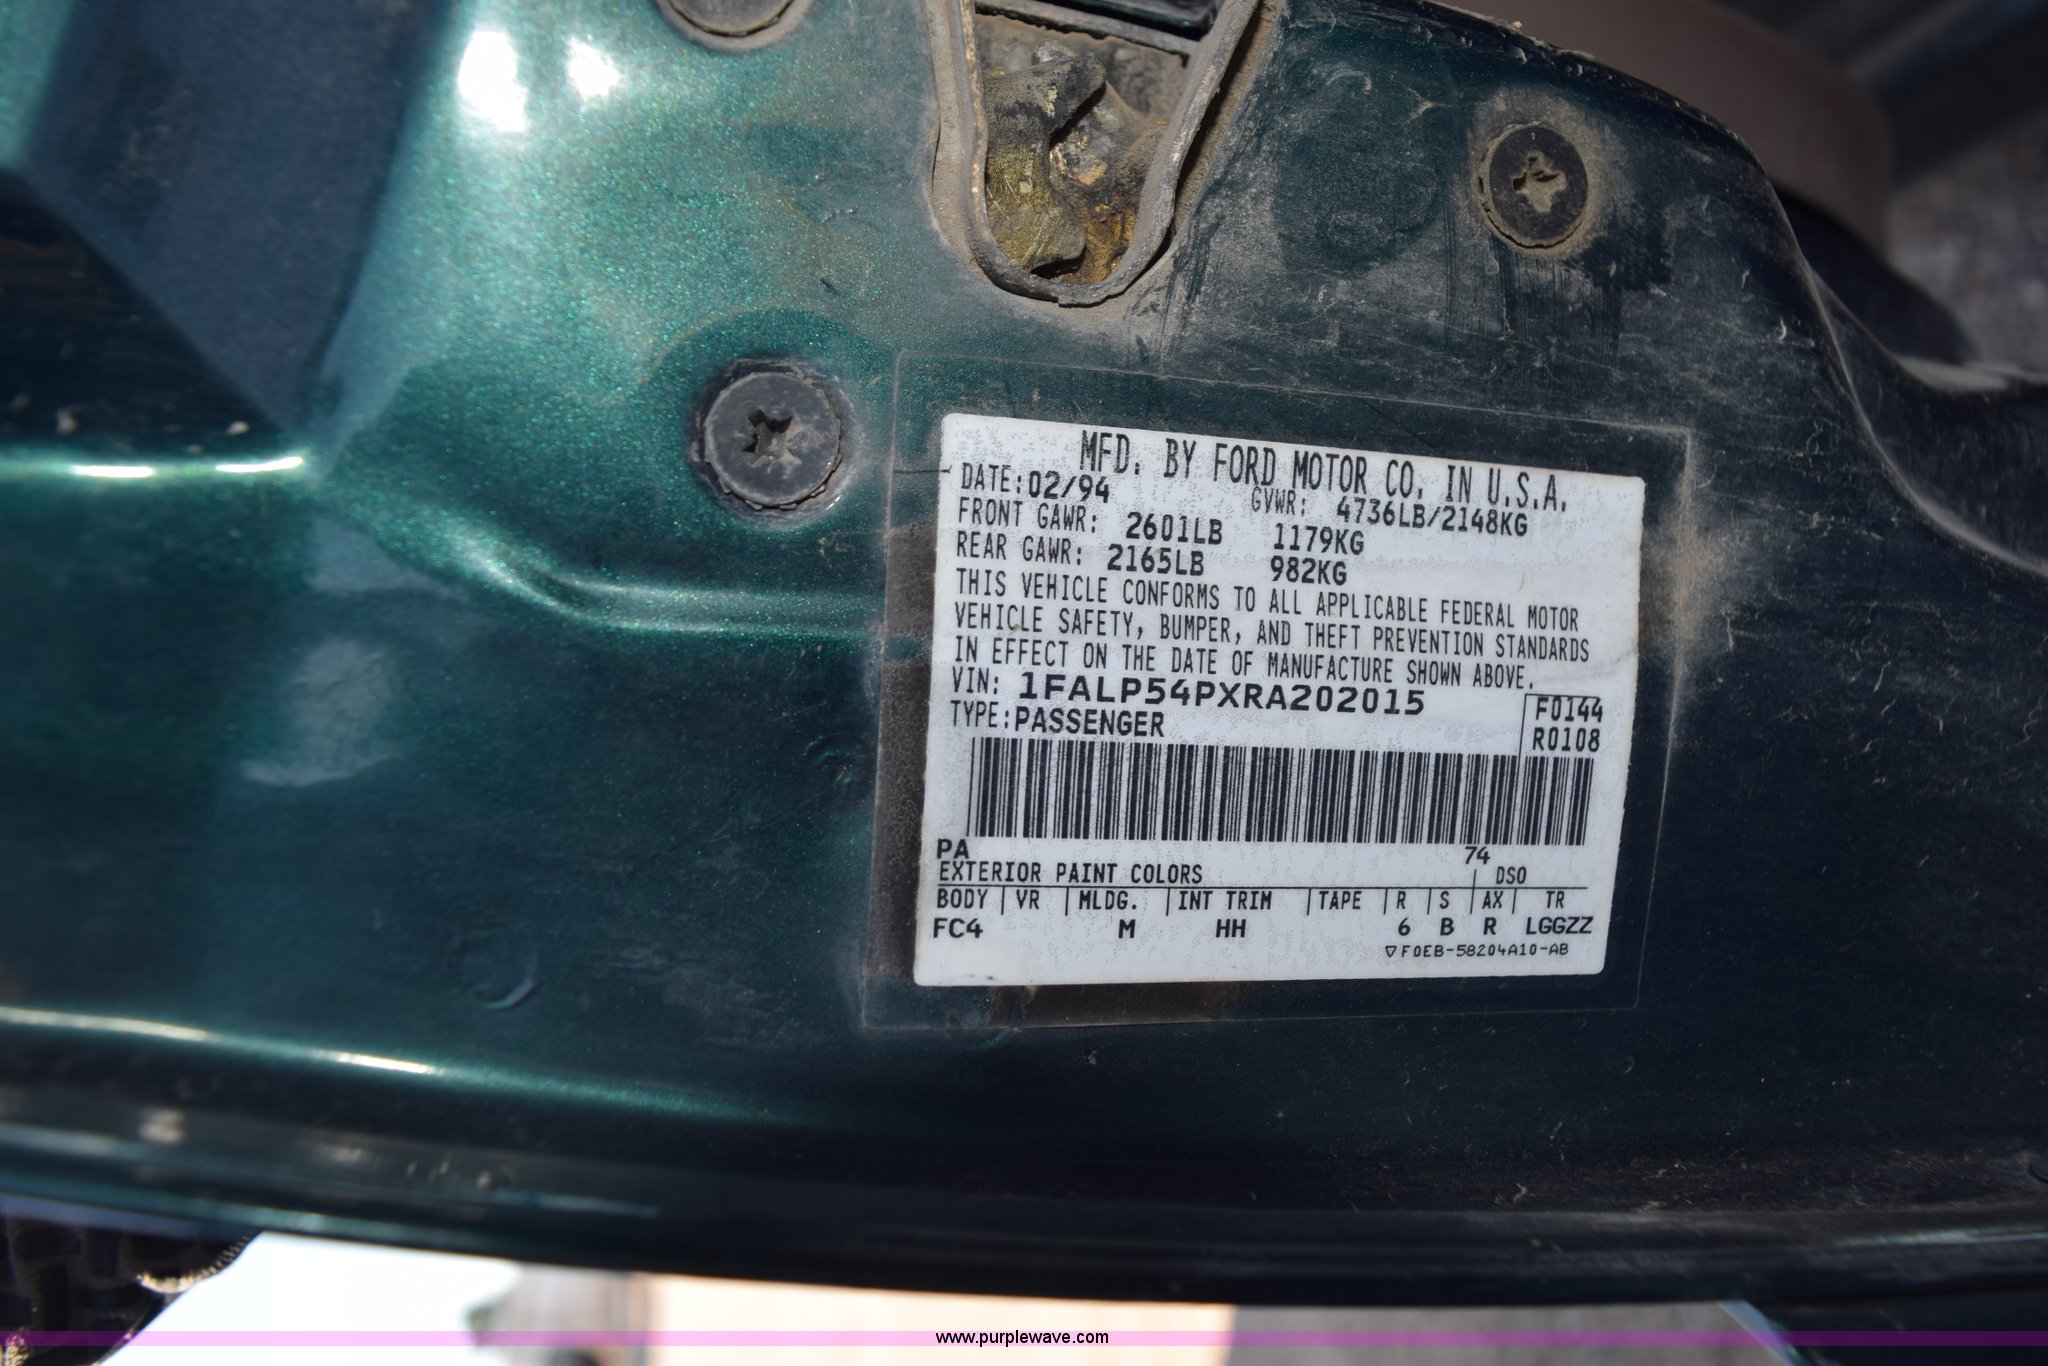 MFD. BY FORD MOTOR CO. IN U.S.A.
DATE: 02/94 GVWR: 4736LB/2148KG
FRONT GAWR: 2601LB 1179KG
REAR GAWR: 2165LB 982KG
THIS VEHICLE CONFORMS TO ALL APPLICABLE FEDERAL MOTOR
VEHICLE SAFETY, BUMPER, AND THEFT PREVENTION STANDARDS
IN EFFECT ON THE DATE OF MANUFACTURE SHOWN ABOVE.
VIN: 1FALP54PXRA202015 F0144
TYPE: PASSENGER R0108
PA 74
EXTERIOR PAINT COLORS DSO
BODY VR MLDG. INT TRIM TAPE R S AX TR
FC4 M HH 6 B R LGGZZ
▽F0EB-58204A10-AB
www.purplewave.com